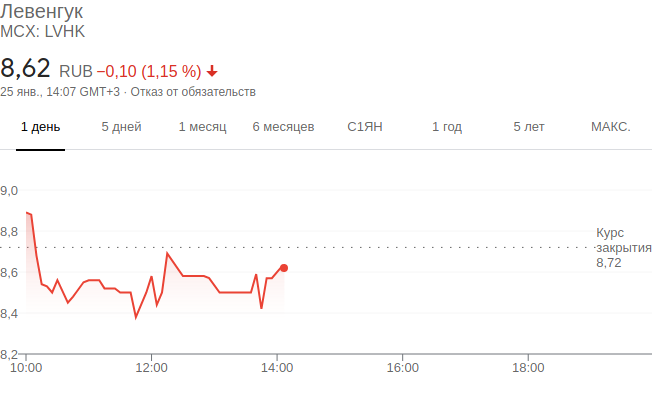 Левенгук
MCX: LVHK
8,62 RUB −0,10 (1,15 %)
25 янв., 14:07 GMT+3 · Отказ от обязательств
1 день 5 дней 1 месяц 6 месяцев С1ЯН 1 год 5 лет МАКС.
9,0
8,8
Курс
закрытия
8,72
8,6
8,4
8,2
10:00 12:00 14:00 16:00 18:00